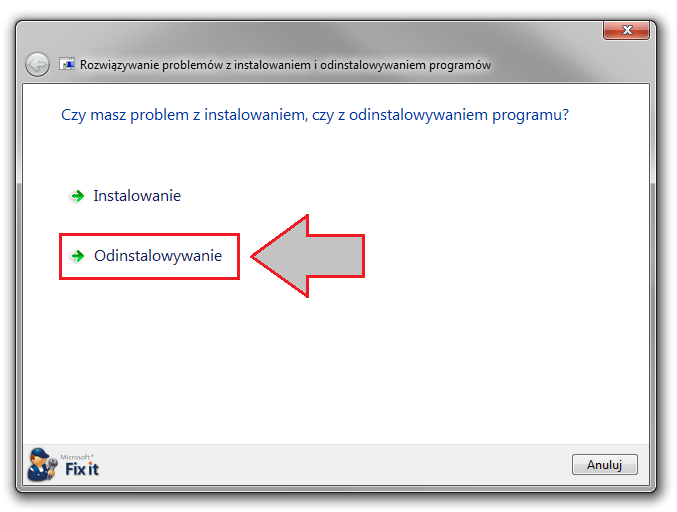 Rozwiązywanie problemów z instalowaniem i odinstalowywaniem programów
Czy masz problem z instalowaniem, czy z odinstalowywaniem programu?
Instalowanie
Odinstalowywanie
Microsoft®
Fix it
Anuluj